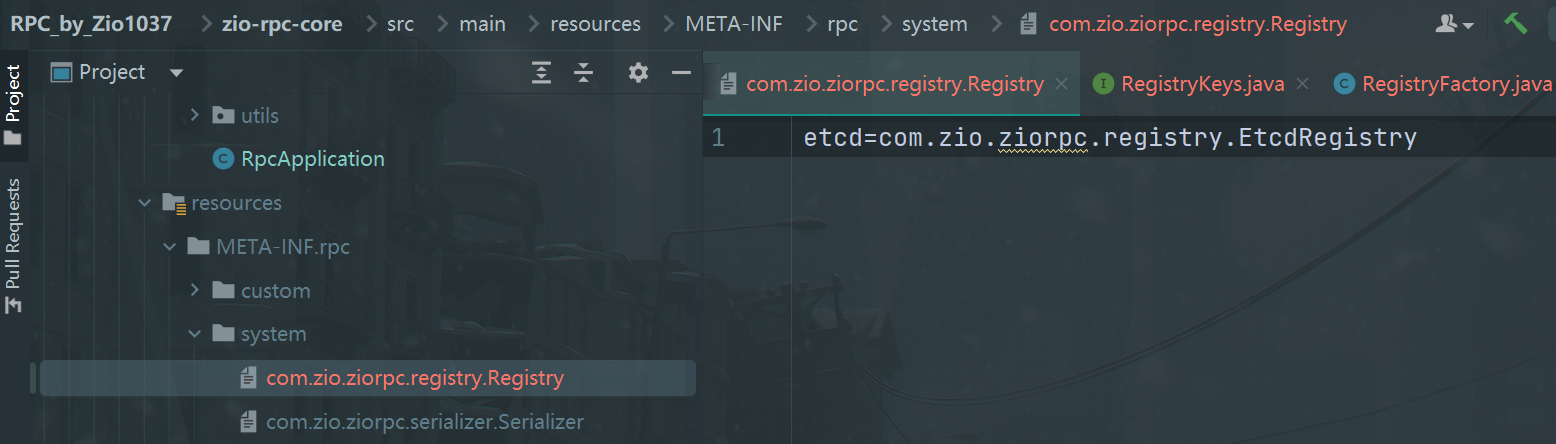 RPC_by_Zio1037 zio-rpc-core src main resources META-INF rpc system com.zio.ziorpc.registry.Registry
Project
Project
Pull Requests
utils
RpcApplication
resources
META-INF.rpc
custom
system
com.zio.ziorpc.registry.Registry
com.zio.ziorpc.serializer.Serializer
com.zio.ziorpc.registry.Registry RegistryKeys.java RegistryFactory.java
1 etcd=com.zio.ziorpc.registry.EtcdRegistry